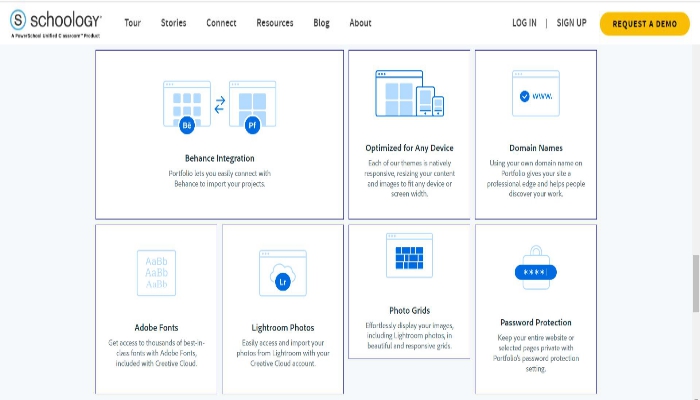 S schoology®
A PowerSchool Unified Classroom™ Product
Tour
Stories
Connect
Resources
Blog
About
LOG IN | SIGN UP
REQUEST A DEMO
Bē
Pf
Behance Integration
Portfolio lets you easily connect with
Behance to import your projects.
Optimized for Any Device
Each of our themes is natively
responsive, resizing your content
and images to fit any device or
screen width.
www.
Domain Names
Using your own domain name on
Portfolio gives your site a
professional edge and helps people
discover your work.
AaBb
AaBb
AaBb
Adobe Fonts
Get access to thousands of best-in-
class fonts with Adobe Fonts,
included with Creative Cloud.
Lr
Lightroom Photos
Easily access and import your
photos from Lightroom with your
Creative Cloud account.
Photo Grids
Effortlessly display your images,
including Lightroom photos, in
beautiful and responsive grids.
****|
Password Protection
Keep your entire website or
selected pages private with
Portfolio's password protection
setting.